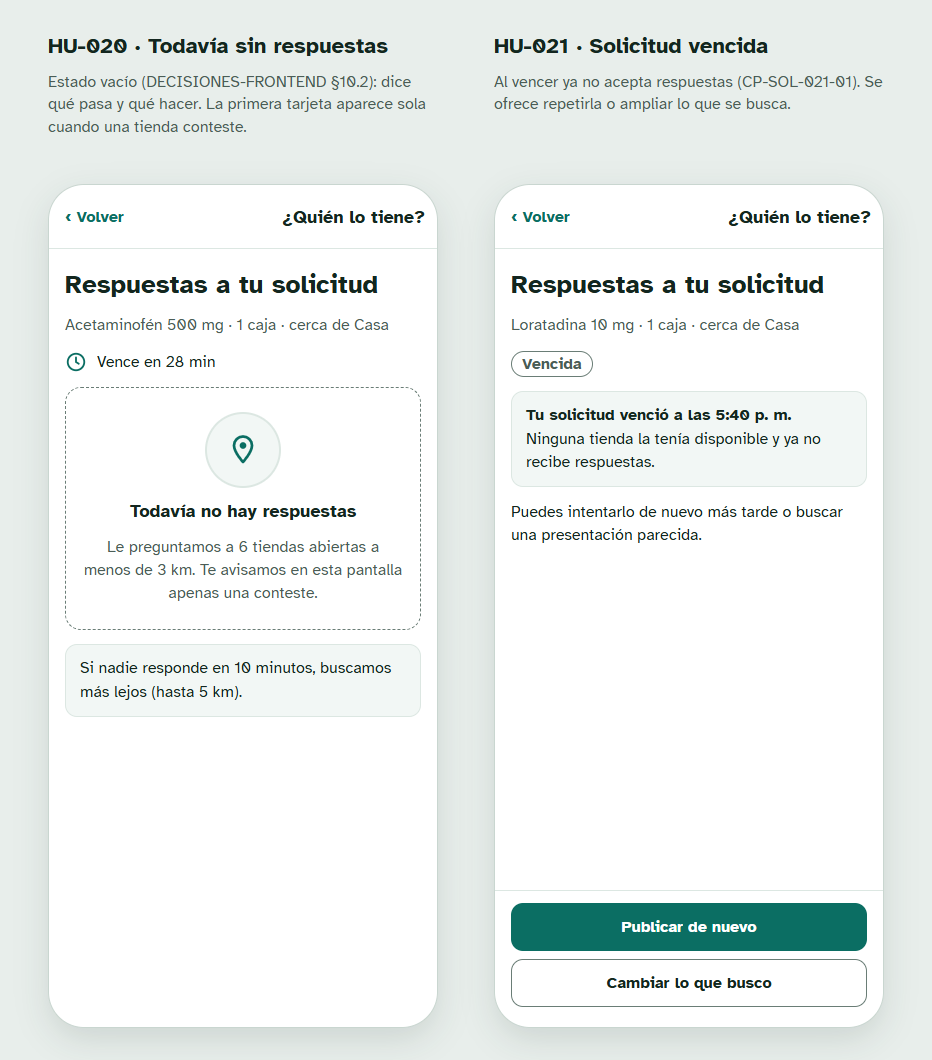 HU-020 · Todavía sin respuestas
Estado vacío (DECISIONES-FRONTEND §10.2): dice
qué pasa y qué hacer. La primera tarjeta aparece sola
cuando una tienda conteste.
‹ Volver
¿Quién lo tiene?
Respuestas a tu solicitud
Acetaminofén 500 mg · 1 caja · cerca de Casa
Vence en 28 min
Todavía no hay respuestas
Le preguntamos a 6 tiendas abiertas a
menos de 3 km. Te avisamos en esta pantalla
apenas una conteste.
Si nadie responde en 10 minutos, buscamos
más lejos (hasta 5 km).
HU-021 · Solicitud vencida
Al vencer ya no acepta respuestas (CP-SOL-021-01). Se
ofrece repetirla o ampliar lo que se busca.
‹ Volver
¿Quién lo tiene?
Respuestas a tu solicitud
Loratadina 10 mg · 1 caja · cerca de Casa
Vencida
Tu solicitud venció a las 5:40 p. m.
Ninguna tienda la tenía disponible y ya no
recibe respuestas.
Puedes intentarlo de nuevo más tarde o buscar
una presentación parecida.
Publicar de nuevo
Cambiar lo que busco